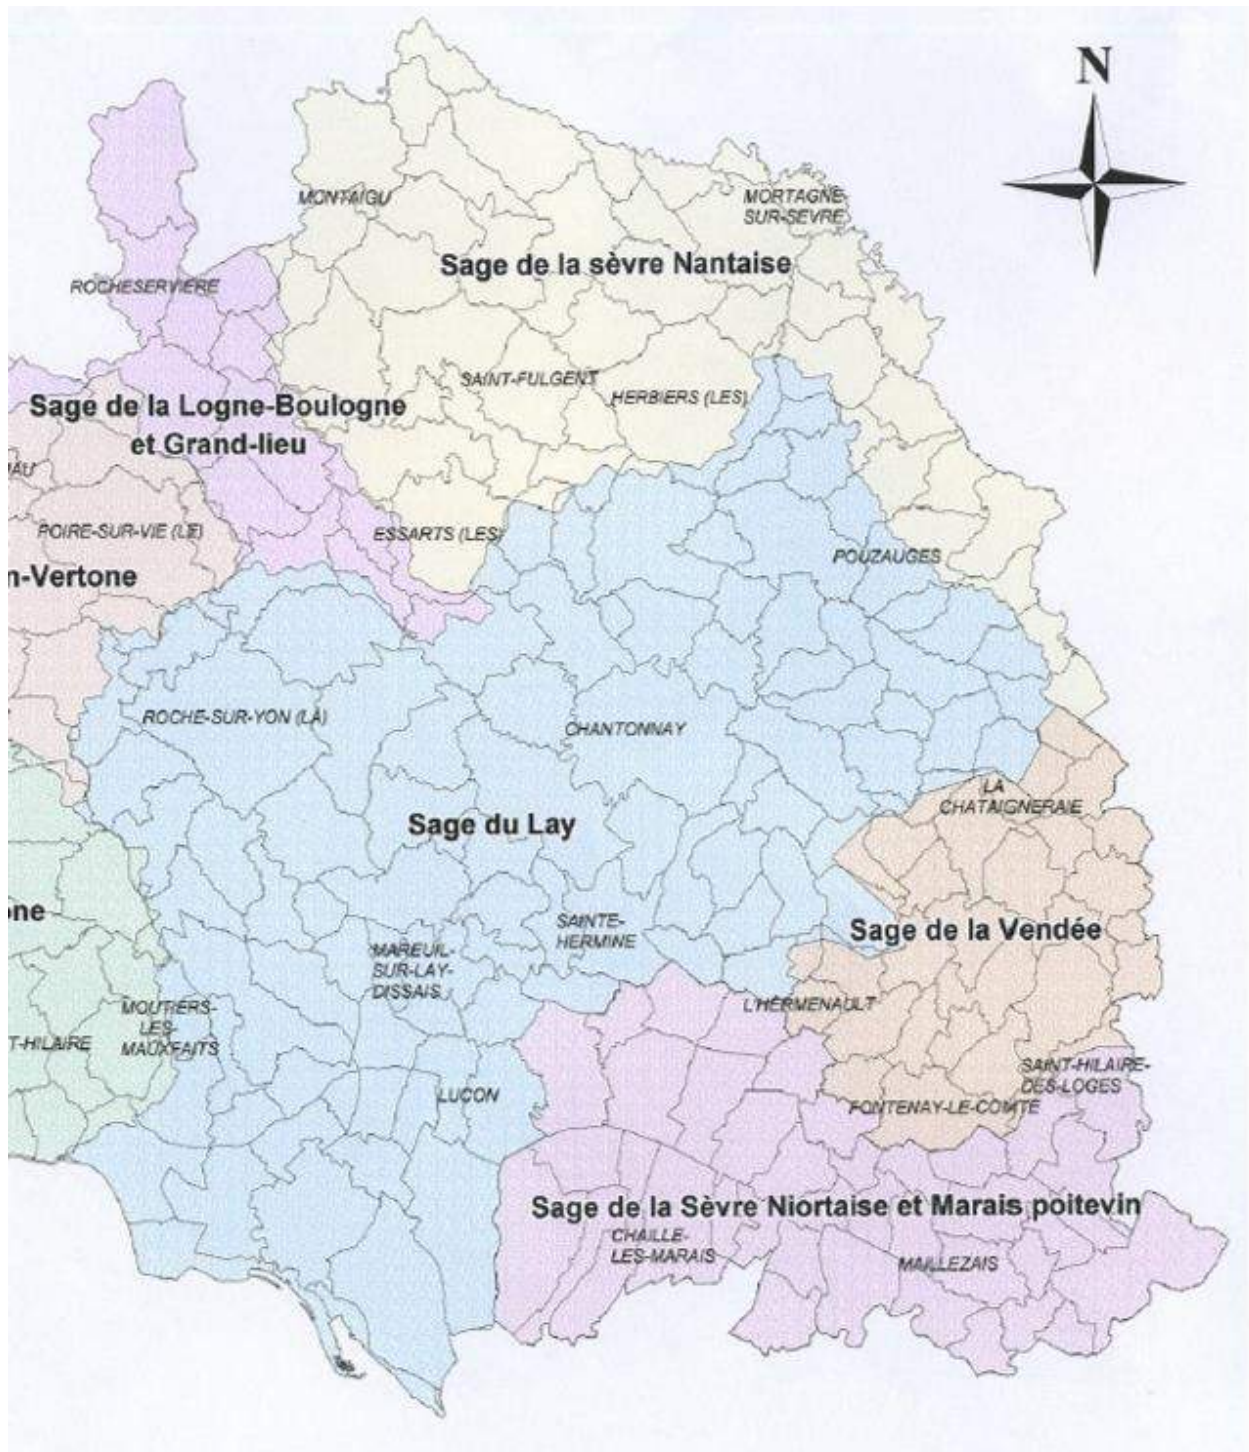 N
MONTAIGU
MORTAGNE-
SUR-SEVRE
Sage de la sèvre Nantaise
ROCHESERVIERE
SAINT-FULGENT
HERBIERS (LES)
Sage de la Logne-Boulogne
et Grand-lieu
POIRE-SUR-VIE (LE)
ESSARTS (LES)
POUZAUGES
n-Vertone
ROCHE-SUR-YON (LA)
CHANTONNAY
LA
CHATAIGNERAIE
Sage du Lay
one
SAINTE-
HERMINE
Sage de la Vendée
MAREUIL-
SUR-LAY-
DISSAIS
MOUTIERS-
LES-
MAUXFAITS
L'HERMENAULT
T-HILAIRE
SAINT-HILAIRE-
DES-LOGES
LUCON
FONTENAY-LE-COMTE
Sage de la Sèvre Niortaise et Marais poitevin
CHAILLE-
LES-MARAIS
MAILLEZAIS